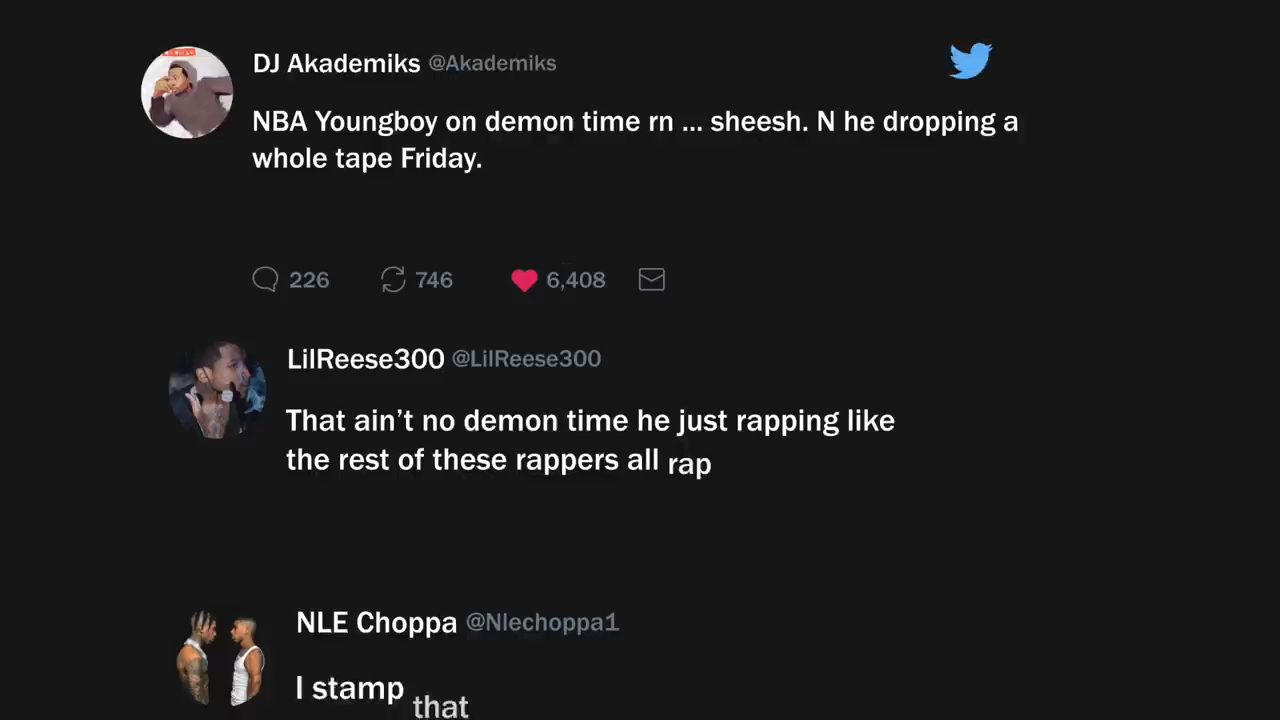 DJ Akademiks @Akademiks
NBA Youngboy on demon time rn ... sheesh. N he dropping a
whole tape Friday.
226 746 6,408
LilReese300 @LilReese300
That ain’t no demon time he just rapping like
the rest of these rappers all rap
NLE Choppa @Nlechoppa1
I stamp that